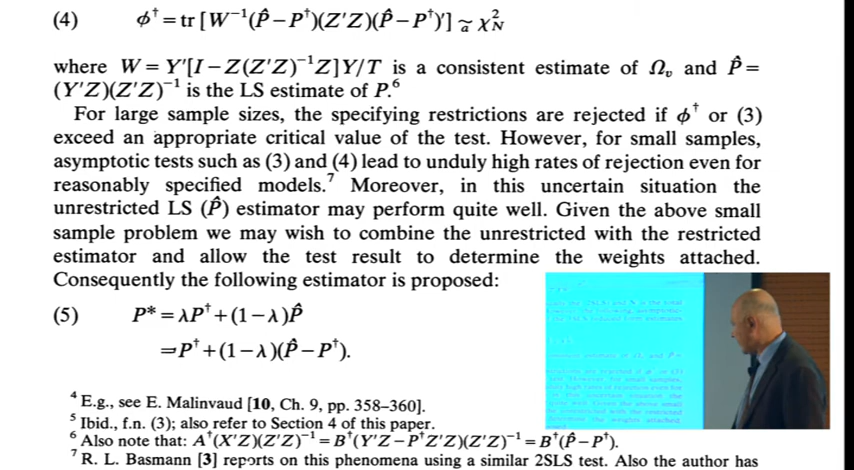 (4) ϕ† = tr [W⁻¹(P̂ − P†)(Z′Z)(P̂ − P†)′] ~ₐ χ²_N
where W = Y′[I − Z(Z′Z)⁻¹Z]Y/T is a consistent estimate of Ωᵥ and P̂ =
(Y′Z)(Z′Z)⁻¹ is the LS estimate of P.⁶
For large sample sizes, the specifying restrictions are rejected if ϕ† or (3)
exceed an appropriate critical value of the test. However, for small samples,
asymptotic tests such as (3) and (4) lead to unduly high rates of rejection even for
reasonably specified models.⁷ Moreover, in this uncertain situation the
unrestricted LS (P̂) estimator may perform quite well. Given the above small
sample problem we may wish to combine the unrestricted with the restricted
estimator and allow the test result to determine the weights attached.
Consequently the following estimator is proposed:
(5) P* = λP† + (1 − λ)P̂
= P† + (1 − λ)(P̂ − P†).
⁴ E.g., see E. Malinvaud [10, Ch. 9, pp. 358–360].
⁵ Ibid., f.n. (3); also refer to Section 4 of this paper.
⁶ Also note that: A†(X′Z)(Z′Z)⁻¹ = B†(Y′Z − P†Z′Z)(Z′Z)⁻¹ = B†(P̂ − P†).
⁷ R. L. Basmann [3] reports on this phenomena using a similar 2SLS test. Also the author has